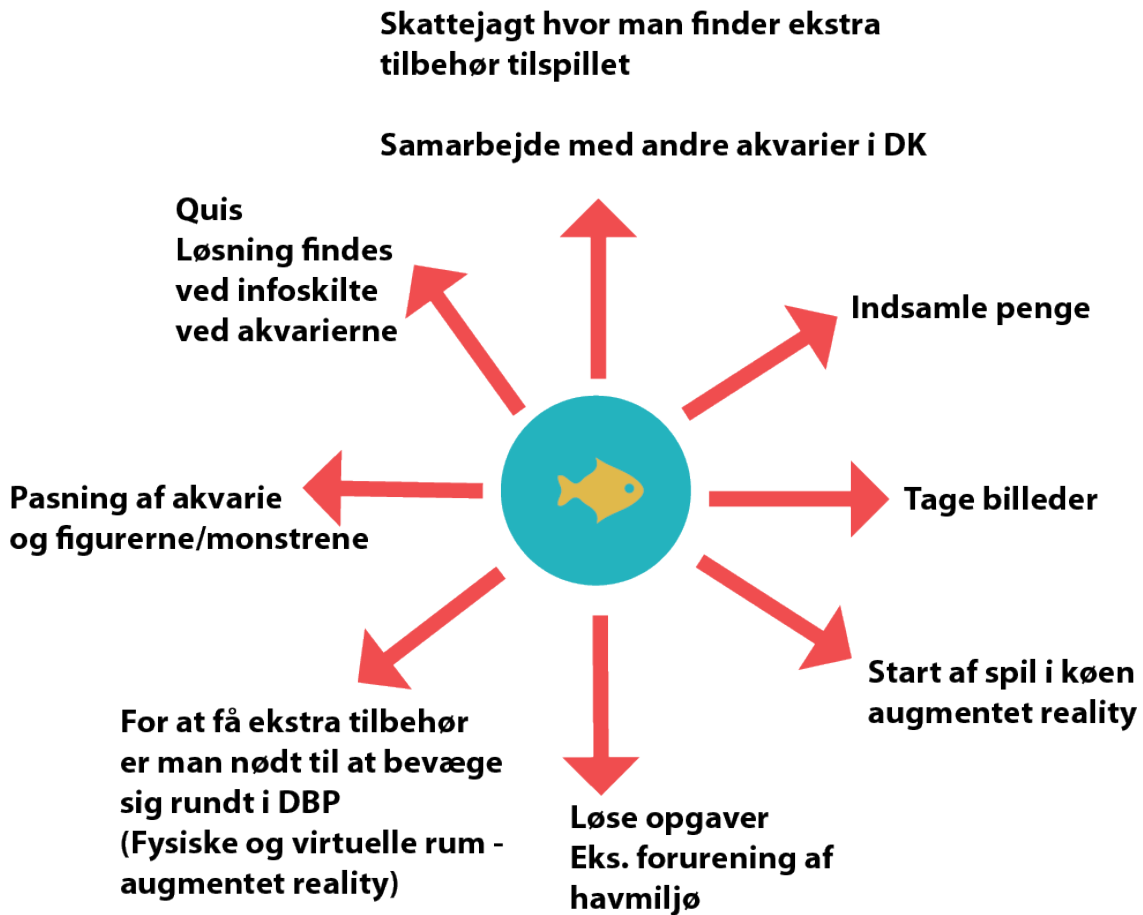 Skattejagt hvor man finder ekstra
tilbehør tilspillet
Samarbejde med andre akvarier i DK
Quis
Løsning findes
ved infoskilte
ved akvarierne
Indsamle penge
Pasning af akvarie
og figurerne/monstrene
Tage billeder
Start af spil i køen
augmentet reality
For at få ekstra tilbehør
er man nødt til at bevæge
sig rundt i DBP
(Fysiske og virtuelle rum -
augmentet reality)
Løse opgaver
Eks. forurening af
havmiljø